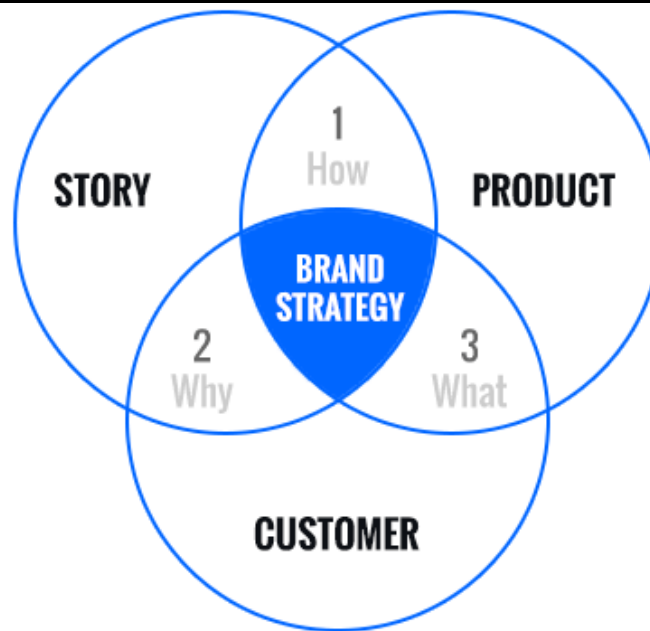 1
How
STORY
PRODUCT
BRAND
STRATEGY
2
Why
3
What
CUSTOMER